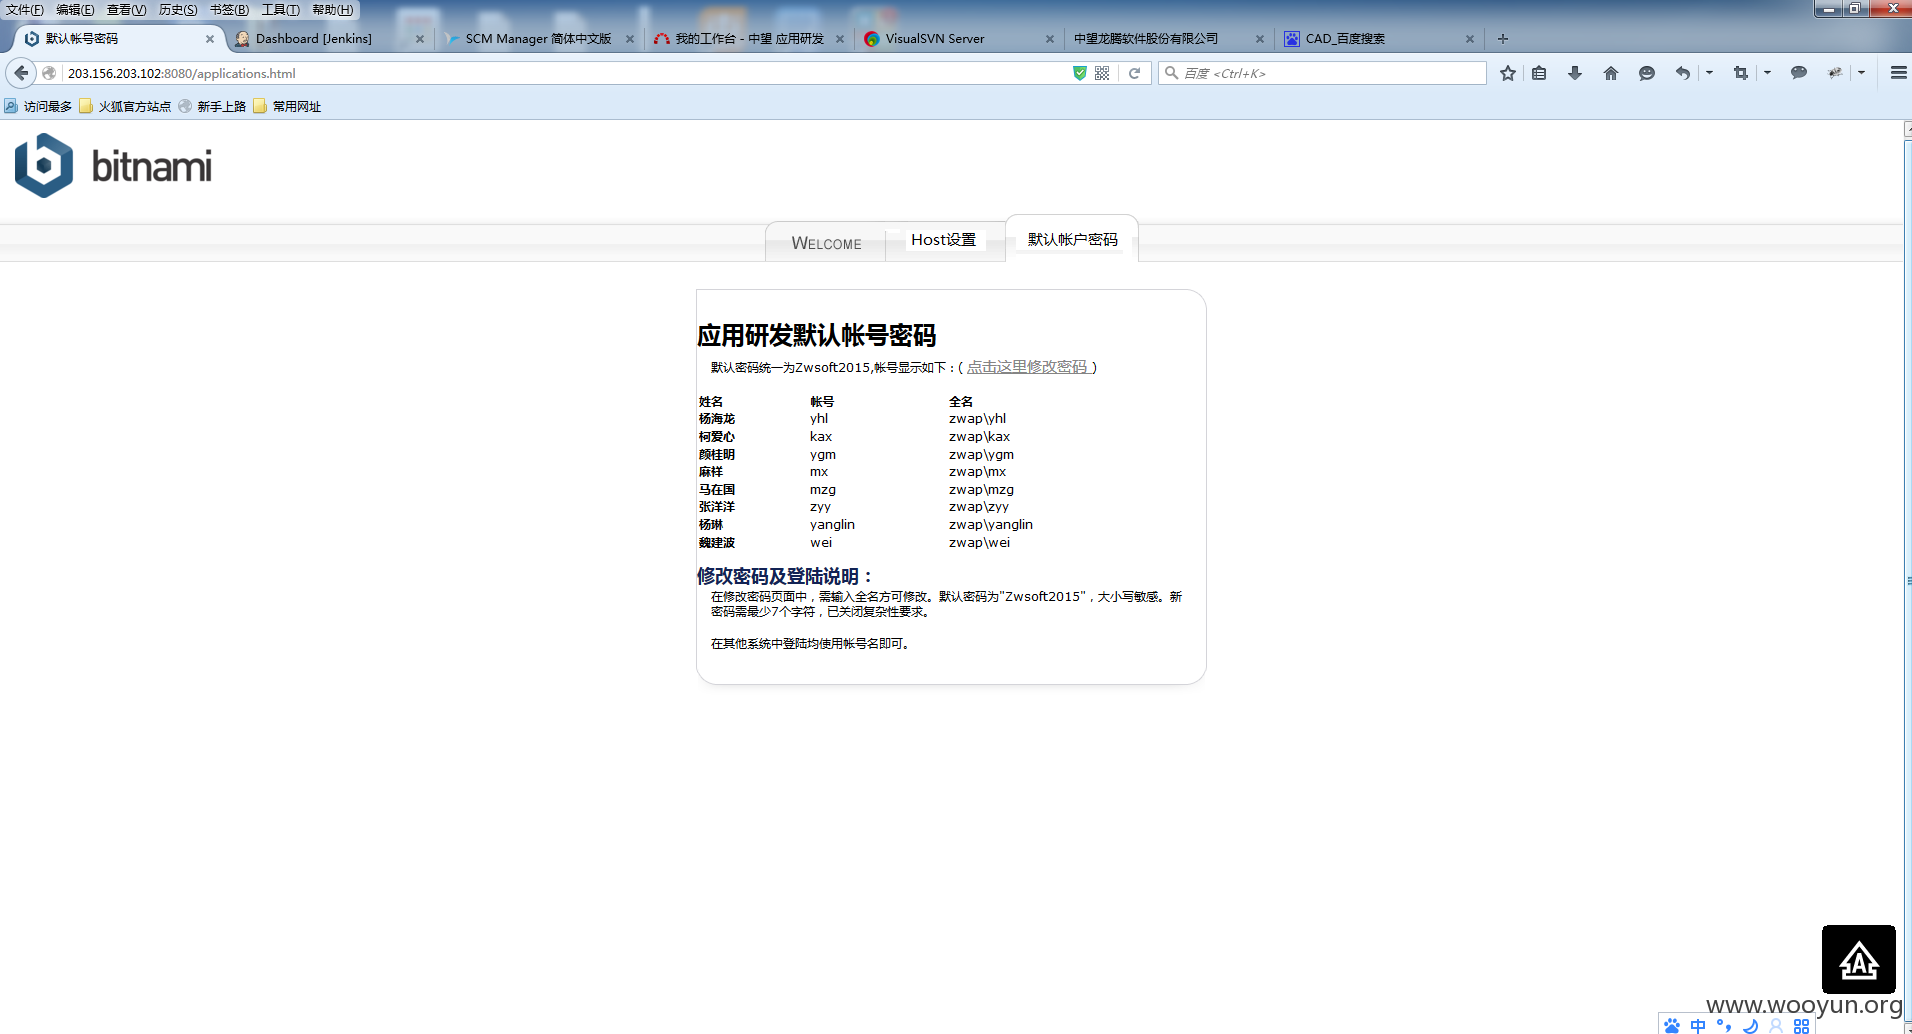 文件(F) 编辑(E) 查看(V) 历史(S) 书签(B) 工具(T) 帮助(H)
默认帐号密码 Dashboard [Jenkins] SCM Manager 简体中文版 我的工作台 - 中望 应用研发 VisualSVN Server 中望龙腾软件股份有限公司 CAD_百度搜索
203.156.203.102:8080/applications.html 百度 <Ctrl+K>
访问最多 火狐官方站点 新手上路 常用网址
bitnami
WELCOME Host设置 默认帐户密码
应用研发默认帐号密码
默认密码统一为Zwsoft2015,帐号显示如下：( 点击这里修改密码 )
姓名 帐号 全名
杨海龙 yhl zwap\yhl
柯爱心 kax zwap\kax
颜桂明 ygm zwap\ygm
麻祥 mx zwap\mx
马在国 mzg zwap\mzg
张洋洋 zyy zwap\zyy
杨琳 yanglin zwap\yanglin
魏建波 wei zwap\wei
修改密码及登陆说明：
在修改密码页面中，需输入全名方可修改。默认密码为"Zwsoft2015"，大小写敏感。新
密码需最少7个字符，已关闭复杂性要求。
在其他系统中登陆均使用帐号名即可。
A
www.wooyun.org
中